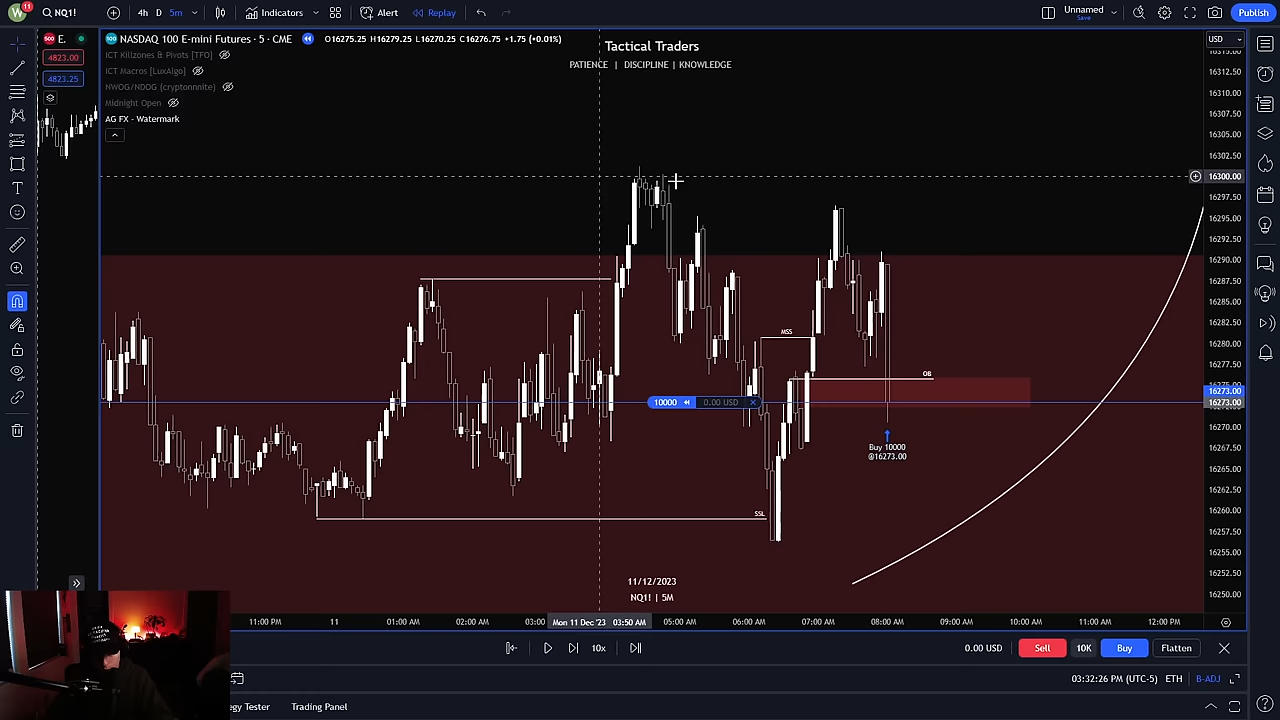 W 11 NQ1! 4h D 5m Indicators Alert Replay Unnamed Save Publish
E. NASDAQ 100 E-mini Futures · 5 · CME O16275.25 H16279.25 L16270.25 C16276.75 +1.75 (+0.01%) USD
4823.00
4823.25
ICT Killzones & Pivots [TFO]
ICT Macros [LuxAlgo]
NWOG/NDOG (cryptonnnite)
Midnight Open
AG FX - Watermark
Tactical Traders
PATIENCE | DISCIPLINE | KNOWLEDGE
16315.00
16312.50
16310.00
16307.50
16305.00
16302.50
16300.00
16297.50
16295.00
16292.50
16290.00
16287.50
16285.00
16282.50
16280.00
16277.50
16275.00
16273.00
16273.00
16270.00
16267.50
16265.00
16262.50
16260.00
16257.50
16255.00
16252.50
16250.00
MSS
OB
10000 0.00 USD
Buy 10000
@16273.00
SSL
11/12/2023
NQ1! | 5M
11:00 PM 11 01:00 AM 02:00 AM 03:00 Mon 11 Dec '23 03:50 AM 05:00 AM 06:00 AM 07:00 AM 08:00 AM 09:00 AM 10:00 AM 11:00 AM 12:00 PM
10x 0.00 USD Sell 10K Buy Flatten
03:32:26 PM (UTC-5) ETH B-ADJ
egy Tester Trading Panel